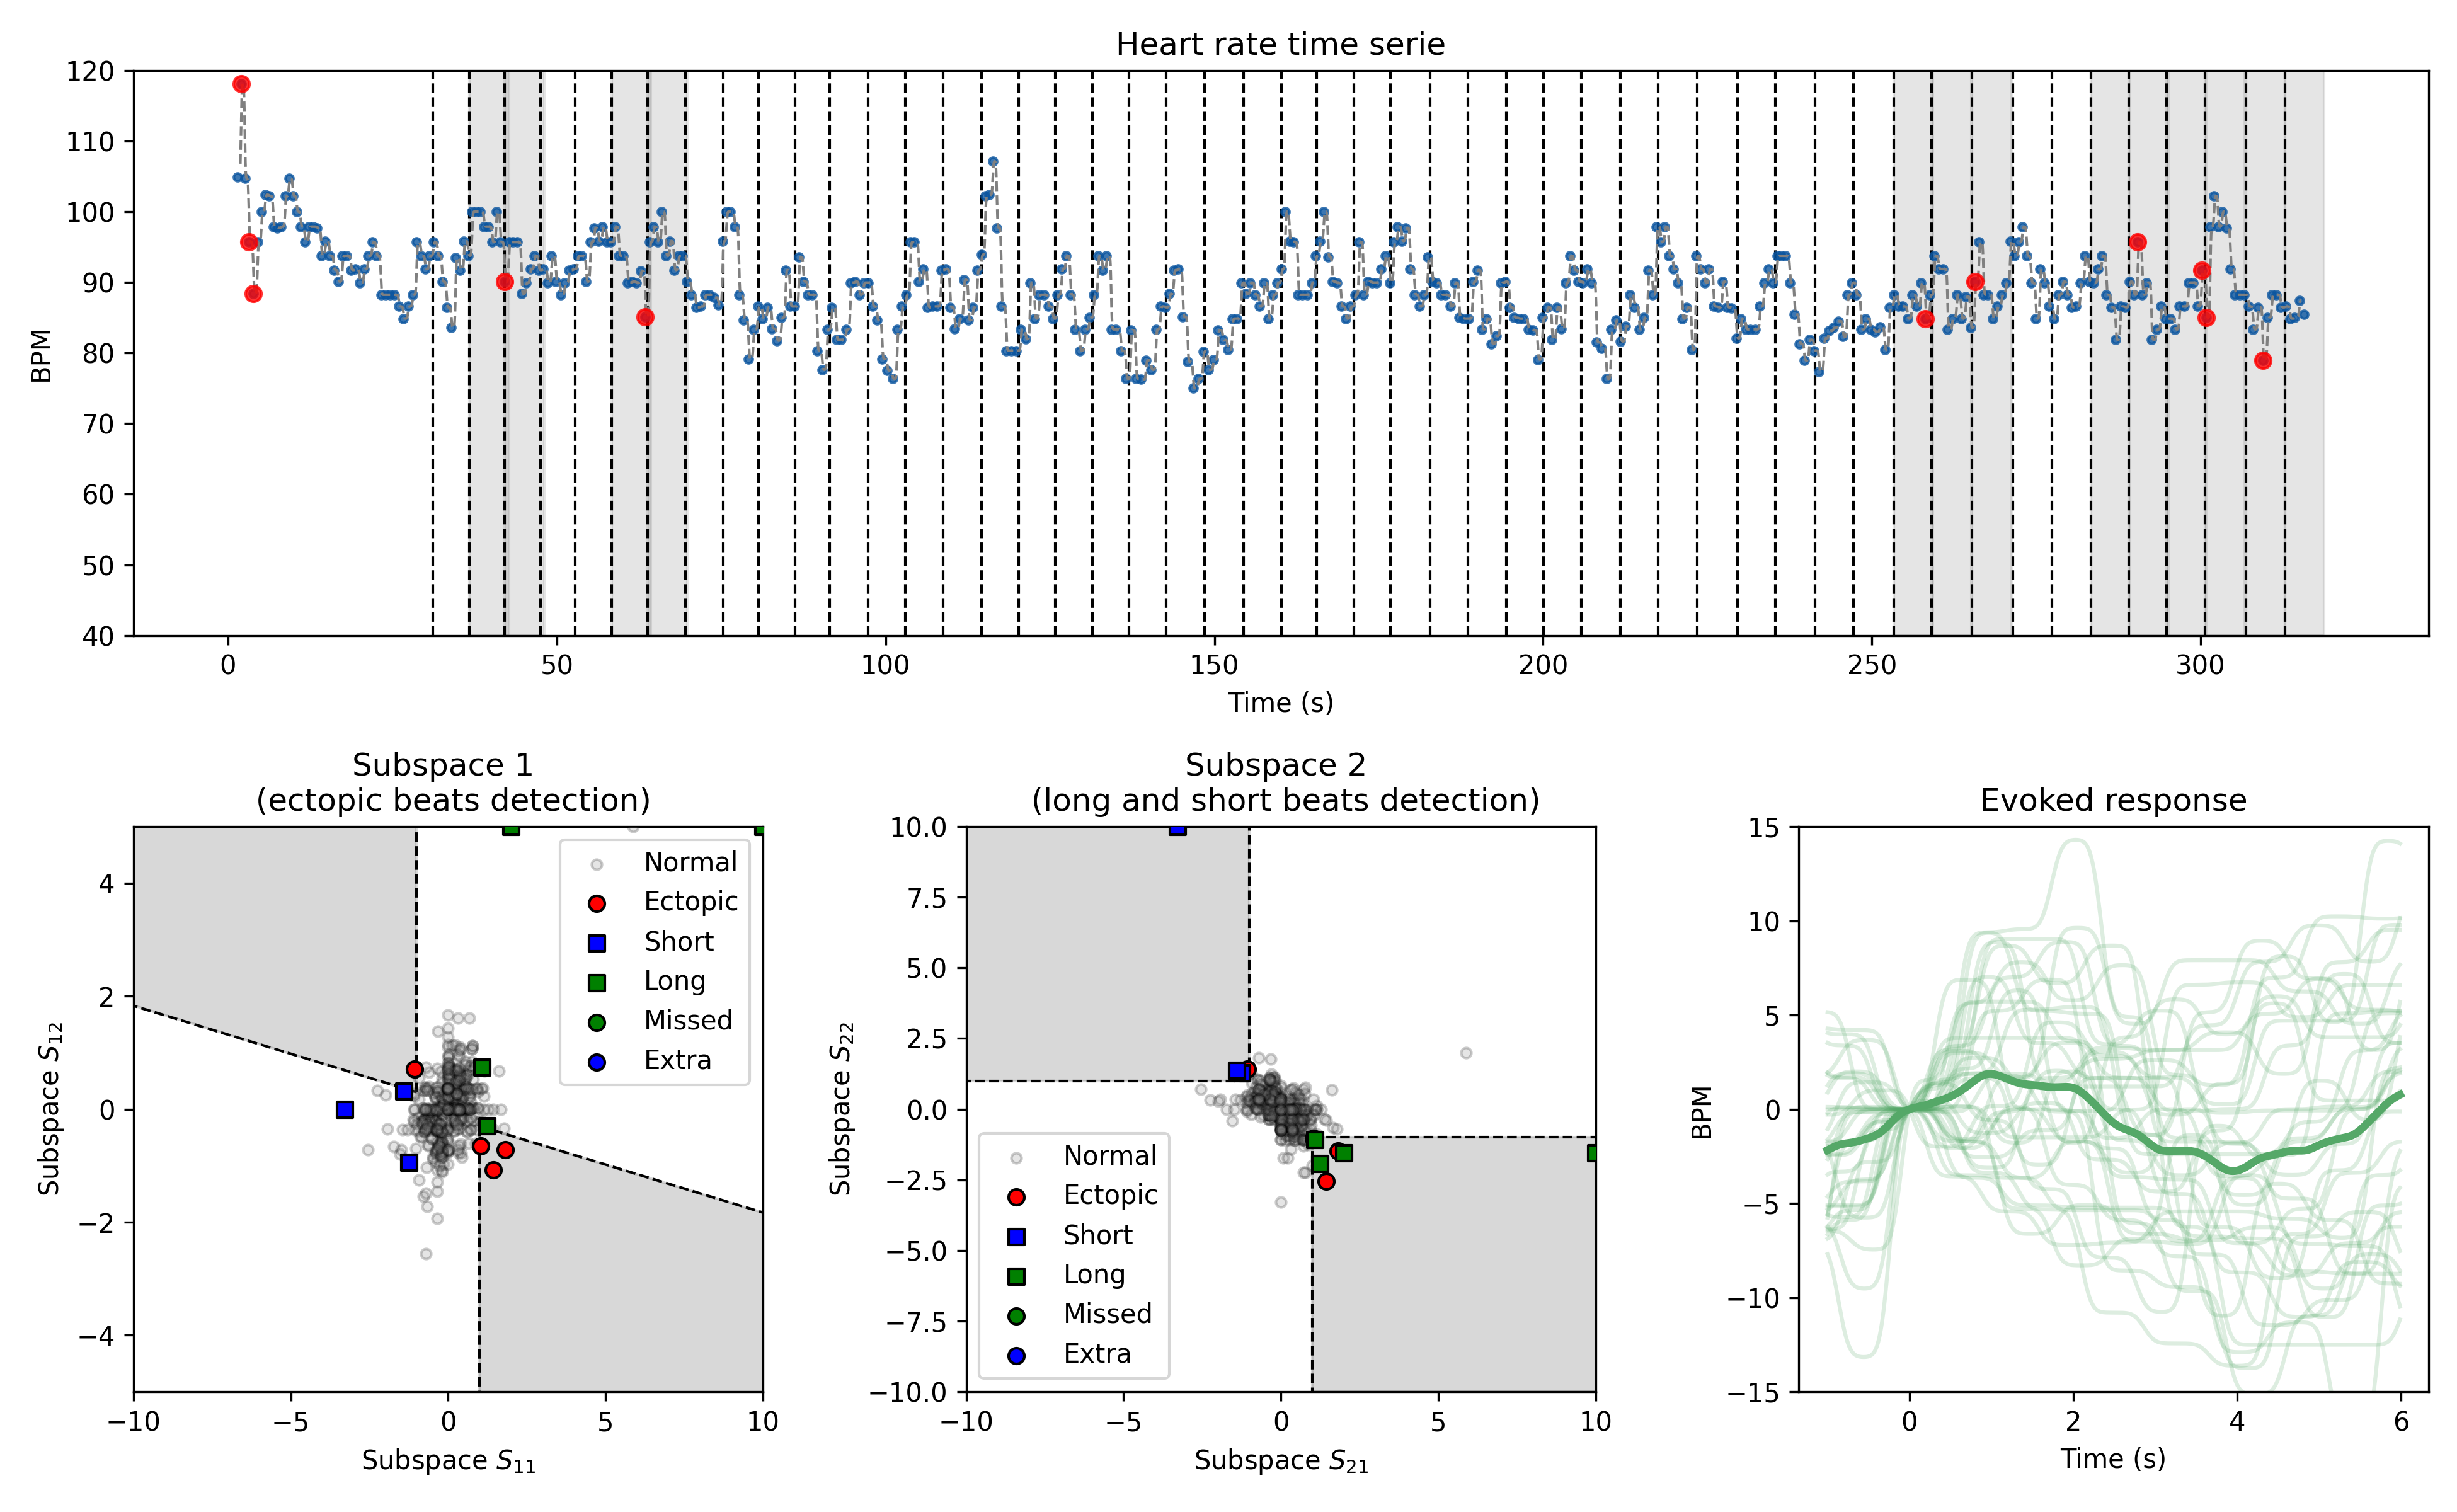 Heart rate time serie
120
110
100
90
80
70
60
50
40
BPM
0 50 100 150 200 250 300
Time (s)
Subspace 1
(ectopic beats detection)
4
2
0
−2
−4
Subspace S12
Normal
Ectopic
Short
Long
Missed
Extra
−10 −5 0 5 10
Subspace S11
Subspace 2
(long and short beats detection)
10.0
7.5
5.0
2.5
0.0
−2.5
−5.0
−7.5
−10.0
Subspace S22
Normal
Ectopic
Short
Long
Missed
Extra
−10 −5 0 5 10
Subspace S21
Evoked response
15
10
5
0
−5
−10
−15
BPM
0 2 4 6
Time (s)